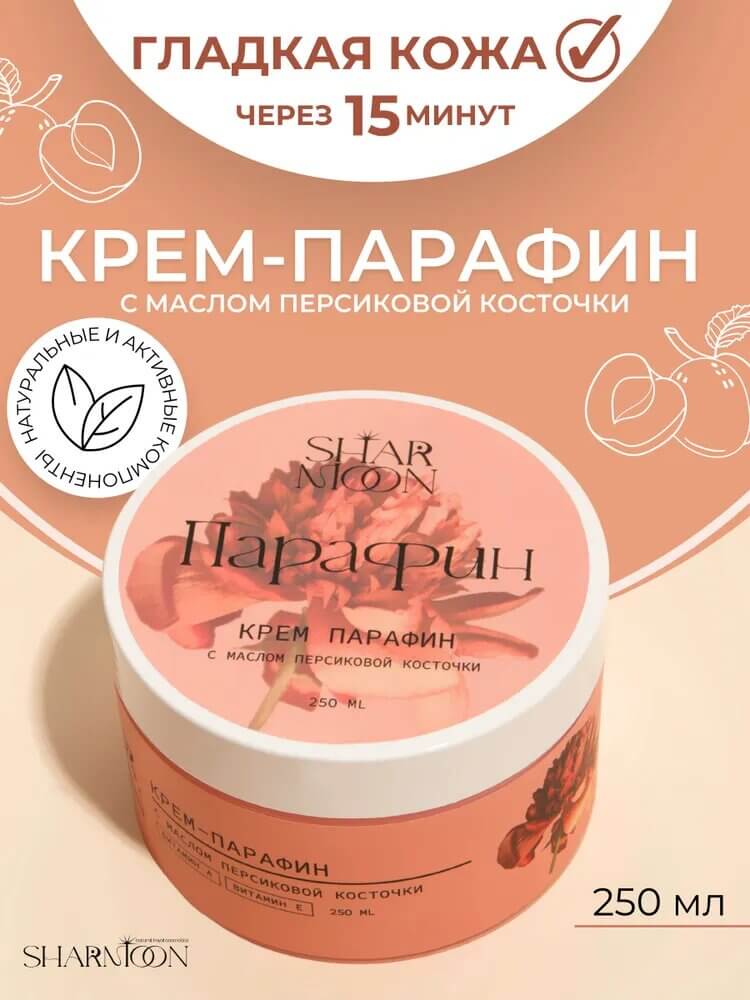 ГЛАДКАЯ КОЖА
ЧЕРЕЗ 15 МИНУТ
КРЕМ-ПАРАФИН
С МАСЛОМ ПЕРСИКОВОЙ КОСТОЧКИ
НАТУРАЛЬНЫЕ И АКТИВНЫЕ КОМПОНЕНТЫ
SHAR
MOON
Парафин
КРЕМ ПАРАФИН
С МАСЛОМ ПЕРСИКОВОЙ КОСТОЧКИ
250 ML
КРЕМ-ПАРАФИН
С МАСЛОМ ПЕРСИКОВОЙ КОСТОЧКИ
ВИТАМИН А ВИТАМИН Е 250 ML
250 мл
SHARMOON